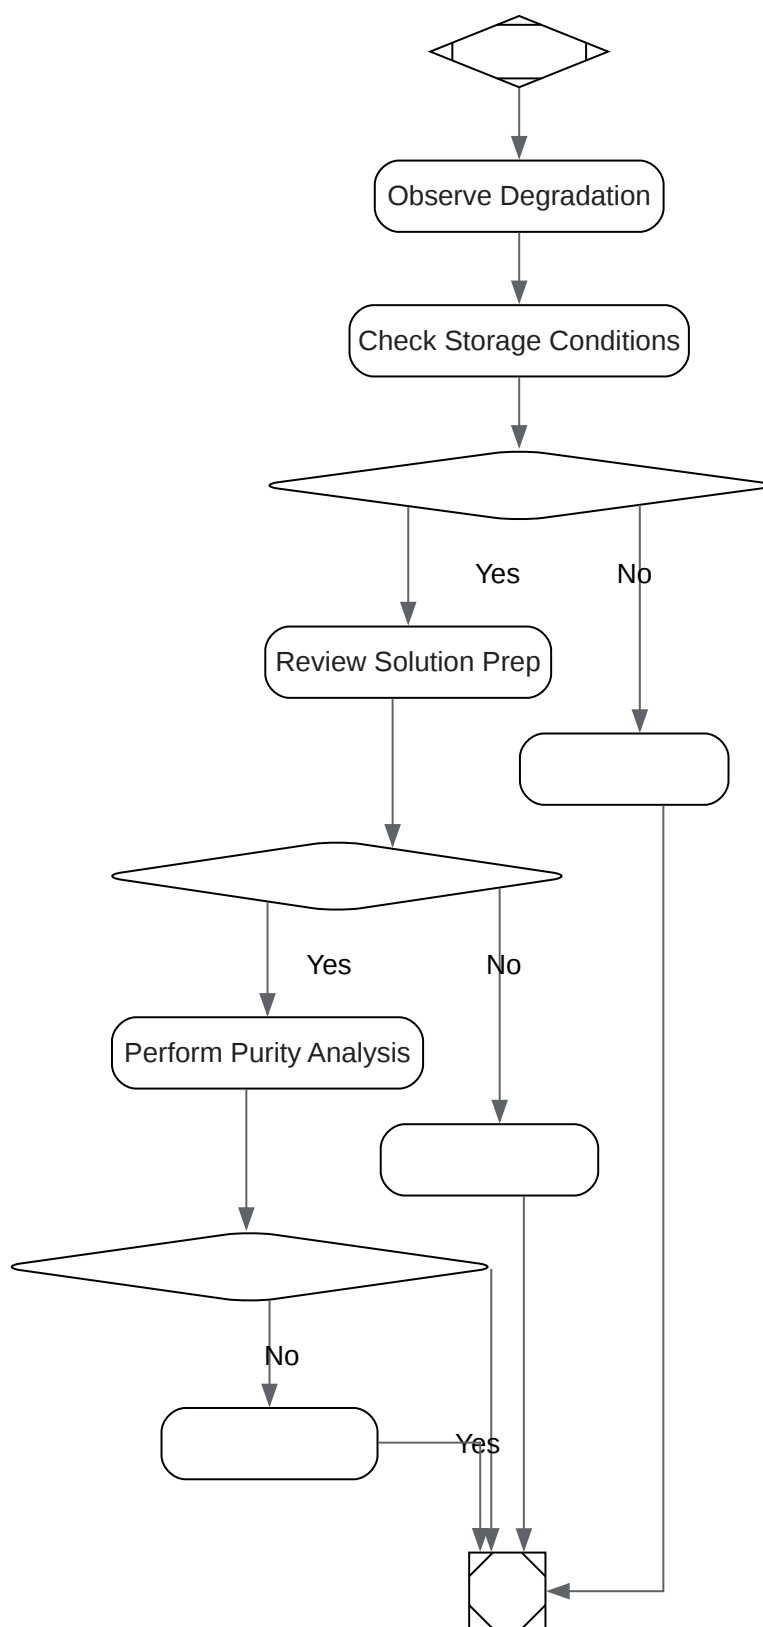 Observe Degradation
Check Storage Conditions
Yes
No
Review Solution Prep
Yes
No
Perform Purity Analysis
No
Yes